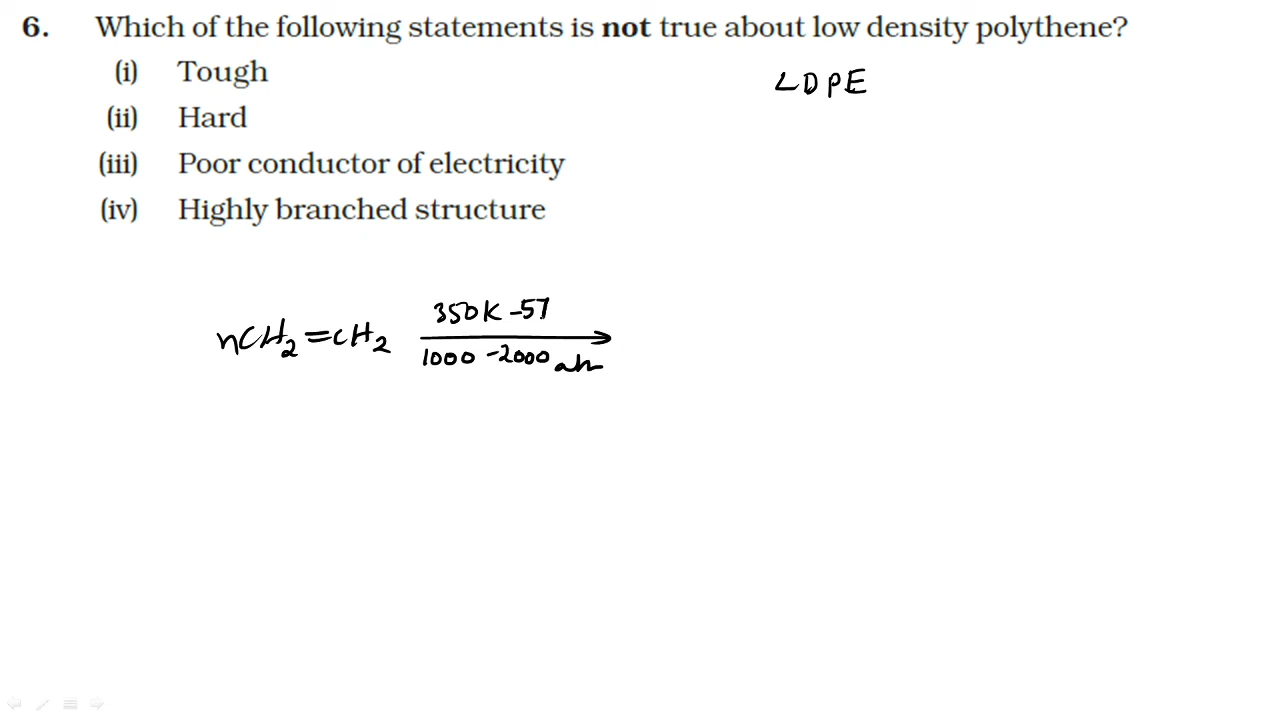 6. Which of the following statements is not true about low density polythene?
(i) Tough
LDPE
(ii) Hard
(iii) Poor conductor of electricity
(iv) Highly branched structure
350K-57
nCH2=CH2
1000-2000 atm